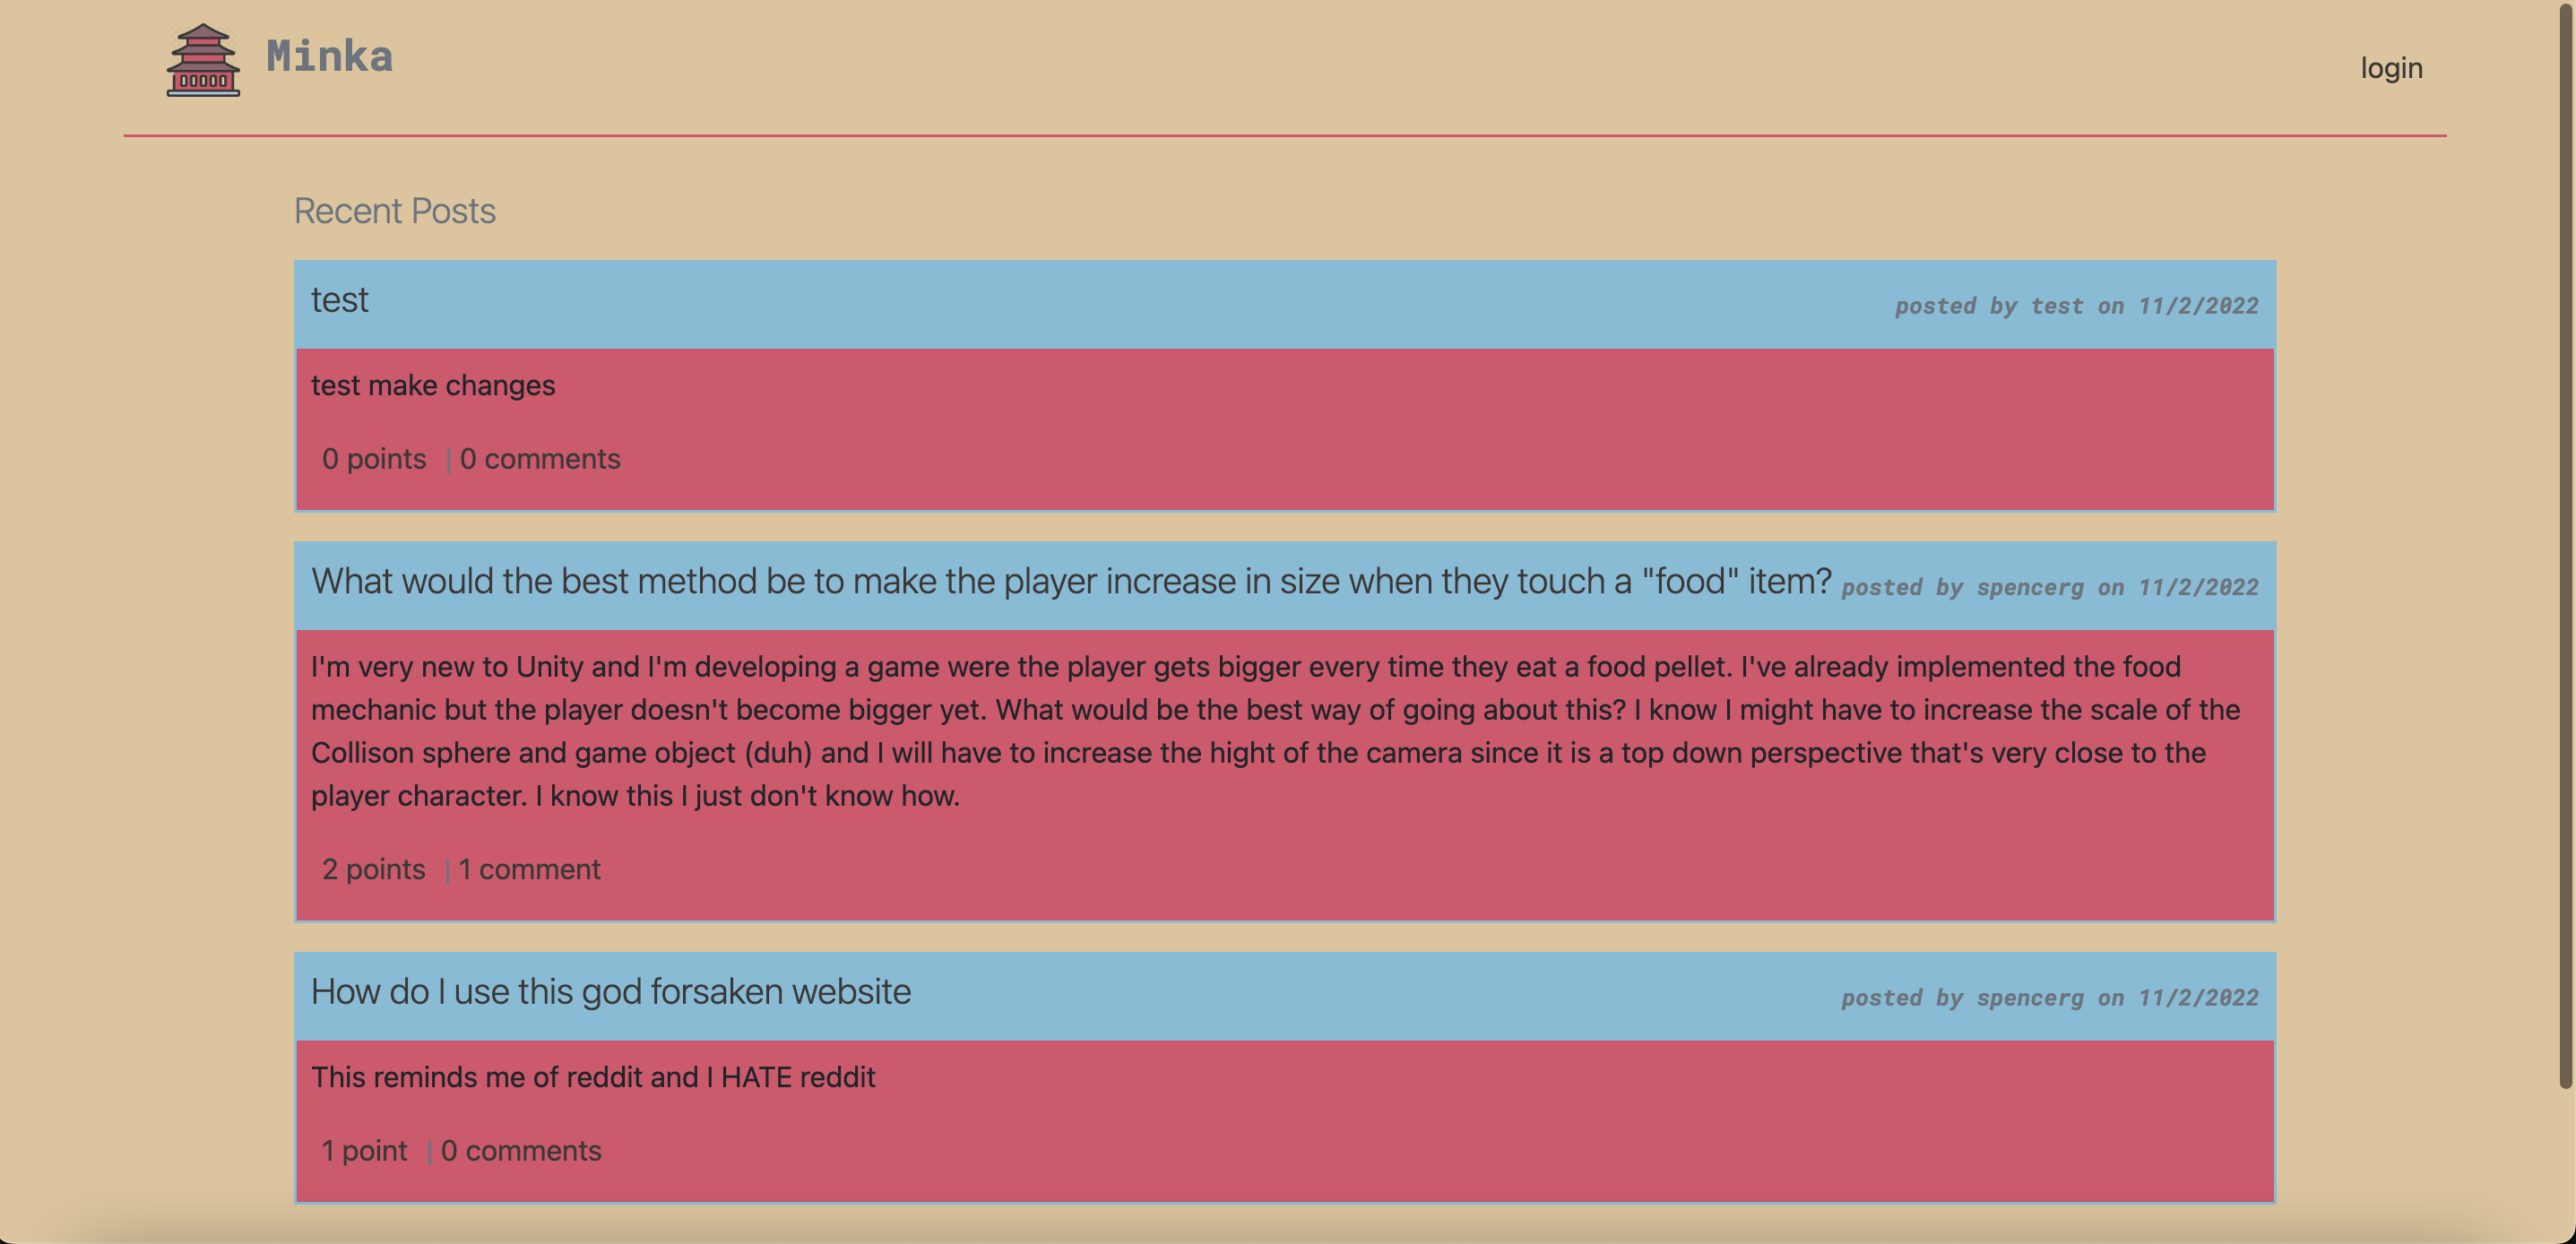 Minka
login
Recent Posts
test
posted by test on 11/2/2022
test make changes
0 points | 0 comments
What would the best method be to make the player increase in size when they touch a "food" item?
posted by spencerg on 11/2/2022
I'm very new to Unity and I'm developing a game were the player gets bigger every time they eat a food pellet. I've already implemented the food
mechanic but the player doesn't become bigger yet. What would be the best way of going about this? I know I might have to increase the scale of the
Collison sphere and game object (duh) and I will have to increase the hight of the camera since it is a top down perspective that's very close to the
player character. I know this I just don't know how.
2 points | 1 comment
How do I use this god forsaken website
posted by spencerg on 11/2/2022
This reminds me of reddit and I HATE reddit
1 point | 0 comments